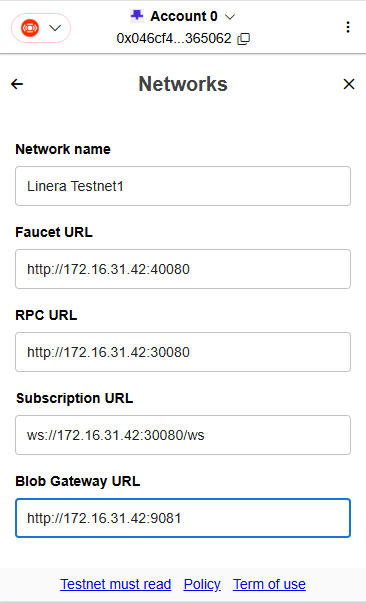 Account 0
0x046cf4...365062
Networks
Network name
Linera Testnet1
Faucet URL
http://172.16.31.42:40080
RPC URL
http://172.16.31.42:30080
Subscription URL
ws://172.16.31.42:30080/ws
Blob Gateway URL
http://172.16.31.42:9081
Testnet must read Policy Term of use